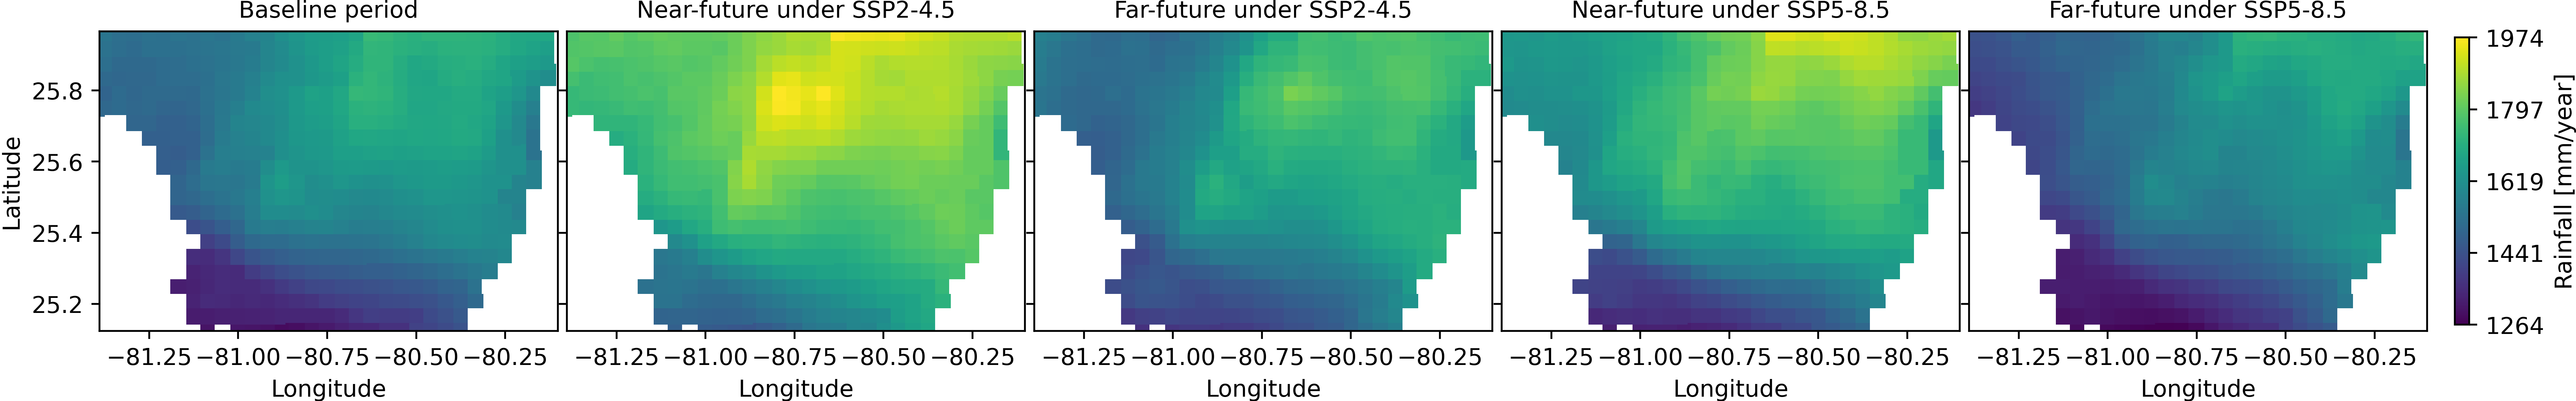 Baseline period
Near-future under SSP2-4.5
Far-future under SSP2-4.5
Near-future under SSP5-8.5
Far-future under SSP5-8.5
Latitude
25.8
25.6
25.4
25.2
−81.25 −81.00 −80.75 −80.50 −80.25
−81.25 −81.00 −80.75 −80.50 −80.25
−81.25 −81.00 −80.75 −80.50 −80.25
−81.25 −81.00 −80.75 −80.50 −80.25
−81.25 −81.00 −80.75 −80.50 −80.25
Longitude
Longitude
Longitude
Longitude
Longitude
1974
1797
1619
1441
1264
Rainfall [mm/year]